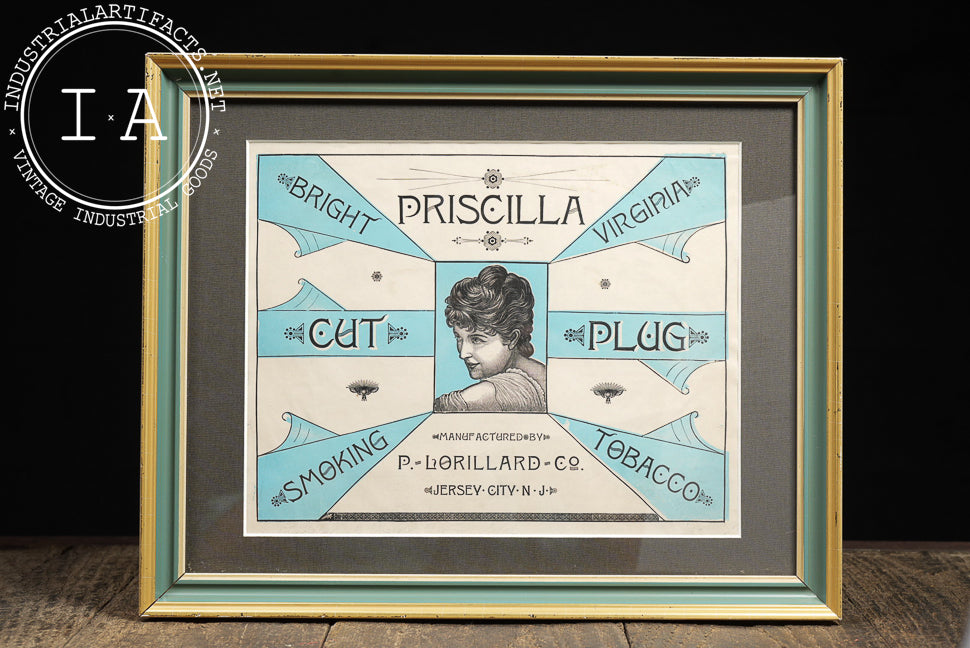 INDUSTRIALARTIFACTS.NET
I × A
VINTAGE INDUSTRIAL GOODS
PRISCILLA
BRIGHT VIRGINIA
CUT PLUG
SMOKING TOBACCO
MANUFACTURED BY
P. LORILLARD CO.
JERSEY CITY N. J.